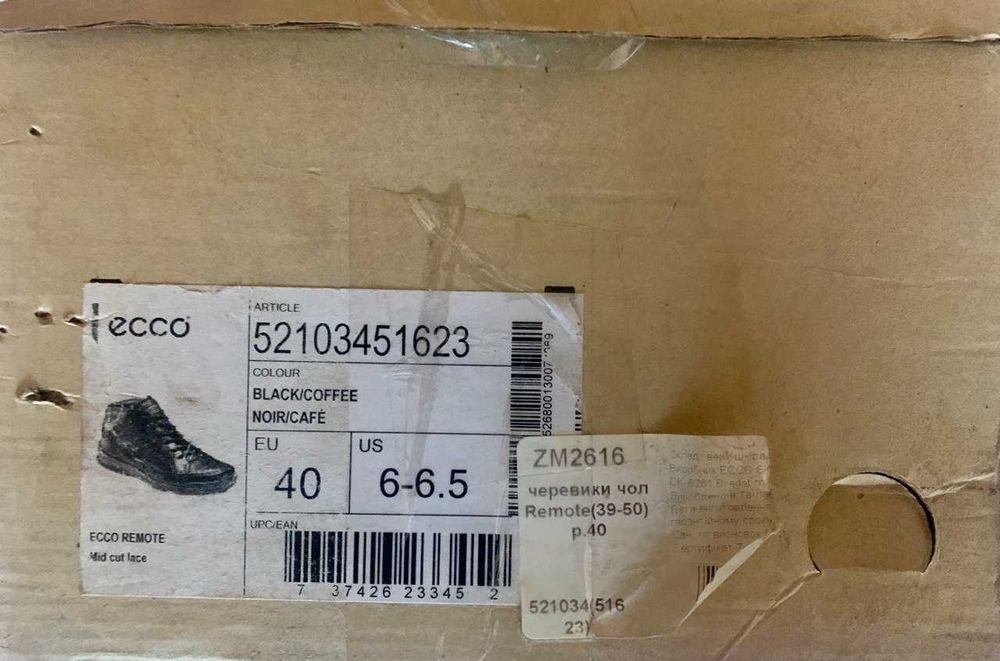 ecco
ARTICLE
52103451623
COLOUR
BLACK/COFFEE
NOIR/CAFÉ
EU
40
US
6-6.5
UPC/EAN
7 37426 23345 2
ECCO REMOTE
Mid cut lace
ZM2616
черевики чол
Remote(39-50)
р.40
521034(516
23)